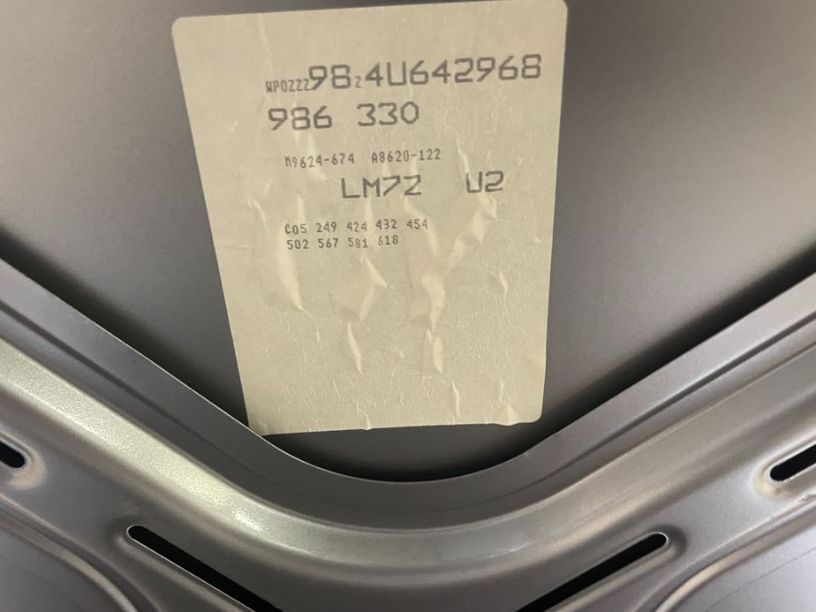 WP0ZZZ98Z4U642968
986 330
M9624-674 A8620-122
LM7Z U2
C05 249 424 432 454
502 567 581 618